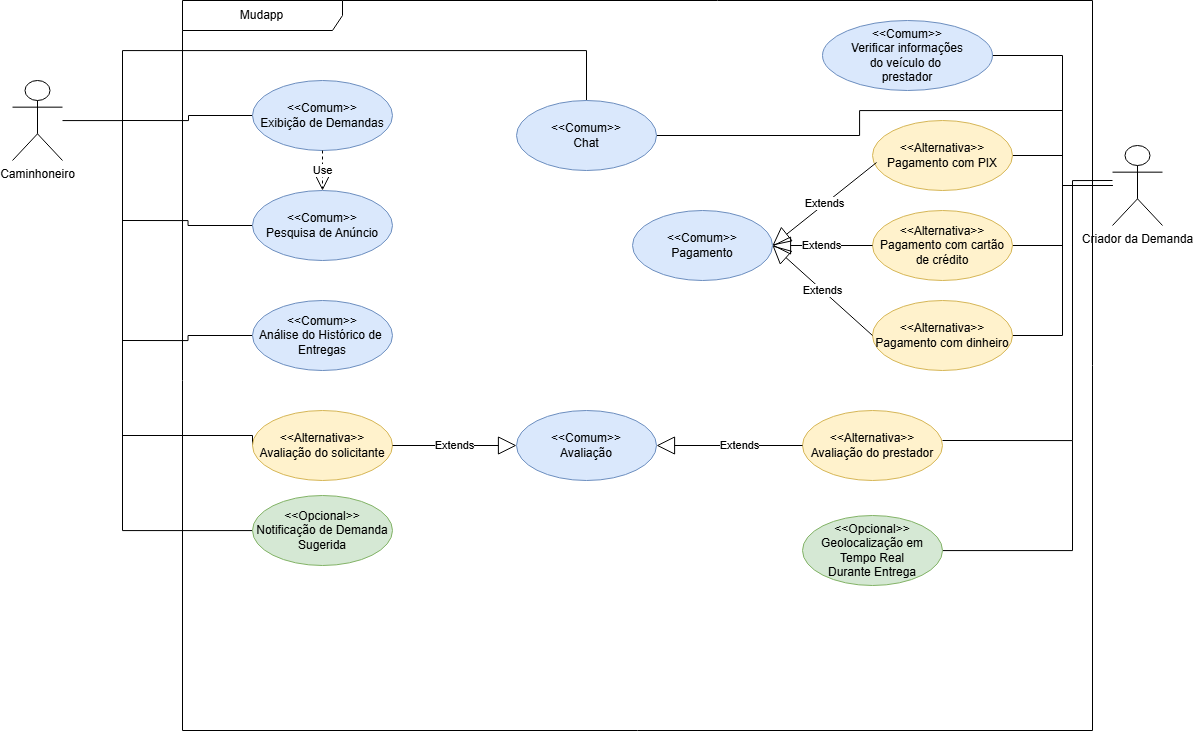 Mudapp
<<Comum>>
Verificar informações
do veículo do
prestador
Caminhoneiro
<<Comum>>
Exibição de Demandas
Use
<<Comum>>
Pesquisa de Anúncio
<<Comum>>
Chat
<<Alternativa>>
Pagamento com PIX
Extends
<<Comum>>
Pagamento
Extends
<<Alternativa>>
Pagamento com cartão
de crédito
Extends
<<Alternativa>>
Pagamento com dinheiro
Criador da Demanda
<<Comum>>
Análise do Histórico de
Entregas
<<Alternativa>>
Avaliação do solicitante
Extends
<<Comum>>
Avaliação
Extends
<<Alternativa>>
Avaliação do prestador
<<Opcional>>
Notificação de Demanda
Sugerida
<<Opcional>>
Geolocalização em
Tempo Real
Durante Entrega